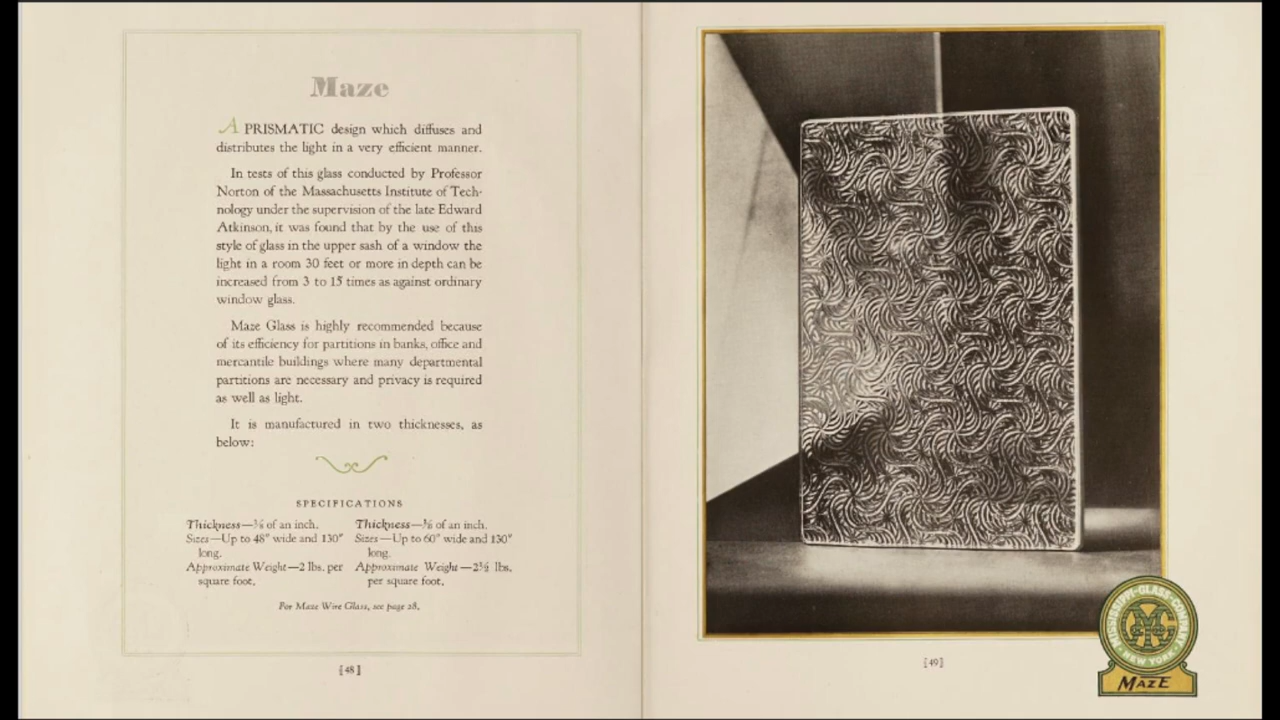 Maze
A PRISMATIC design which diffuses and
distributes the light in a very efficient manner.
In tests of this glass conducted by Professor
Norton of the Massachusetts Institute of Tech-
nology under the supervision of the late Edward
Atkinson, it was found that by the use of this
style of glass in the upper sash of a window the
light in a room 30 feet or more in depth can be
increased from 3 to 15 times as against ordinary
window glass.
Maze Glass is highly recommended because
of its efficiency for partitions in banks, office and
mercantile buildings where many departmental
partitions are necessary and privacy is required
as well as light.
It is manufactured in two thicknesses, as
below:
SPECIFICATIONS
Thickness— of an inch.
Sizes—Up to 48" wide and 130"
long.
Approximate Weight—2 lbs. per
square foot.
Thickness— of an inch.
Sizes—Up to 60" wide and 130"
long.
Approximate Weight—2½ lbs.
per square foot.
For Maze Wire Glass, see page 28.
[48]
[49]
MISSISSIPPI-GLASS-COMPANY
NEW YORK
MAZE